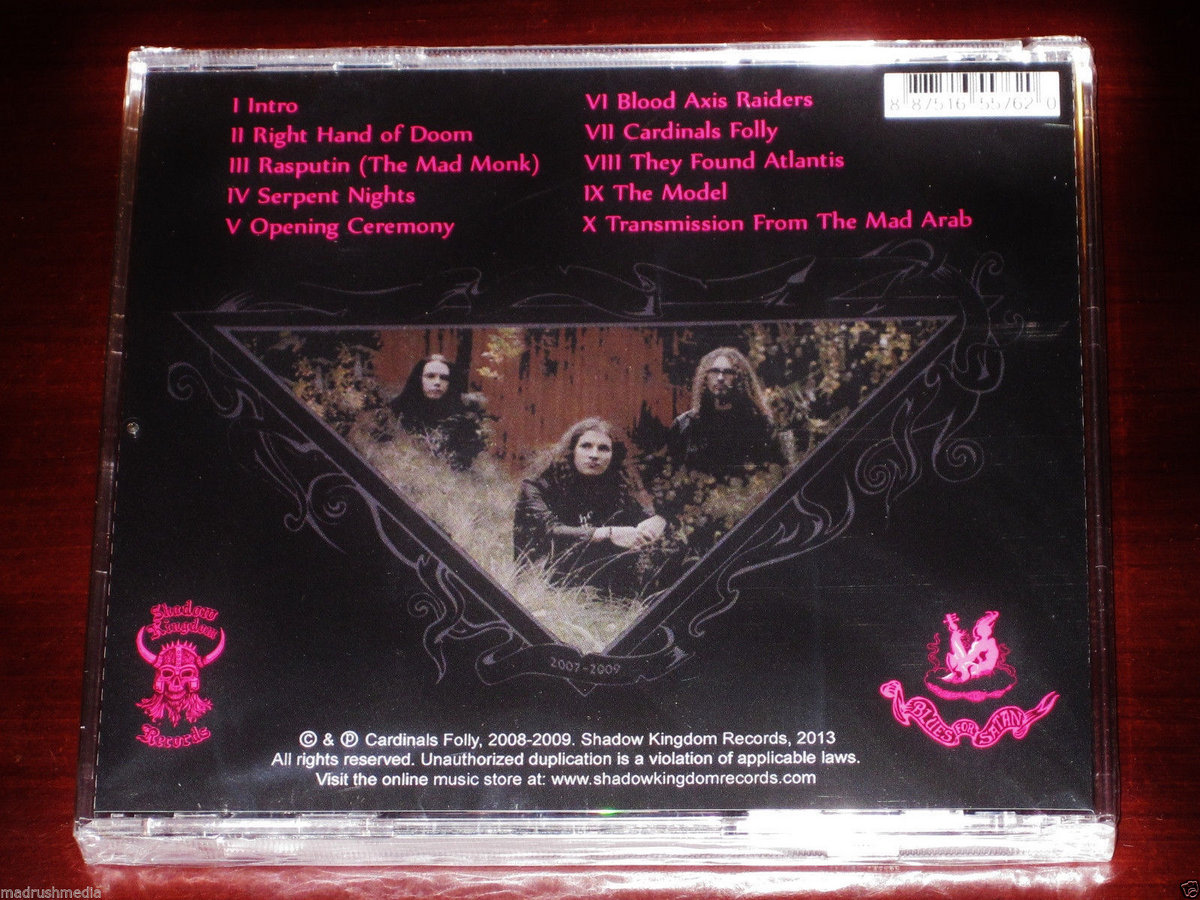 I Intro
II Right Hand of Doom
III Rasputin (The Mad Monk)
IV Serpent Nights
V Opening Ceremony
VI Blood Axis Raiders
VII Cardinals Folly
VIII They Found Atlantis
IX The Model
X Transmission From The Mad Arab
8 87516 55762 0
2007-2009
Shadow
Kingdom
Records
BLUES FOR SATAN
© & ℗ Cardinals Folly, 2008-2009. Shadow Kingdom Records, 2013
All rights reserved. Unauthorized duplication is a violation of applicable laws.
Visit the online music store at: www.shadowkingdomrecords.com
madrushmedia